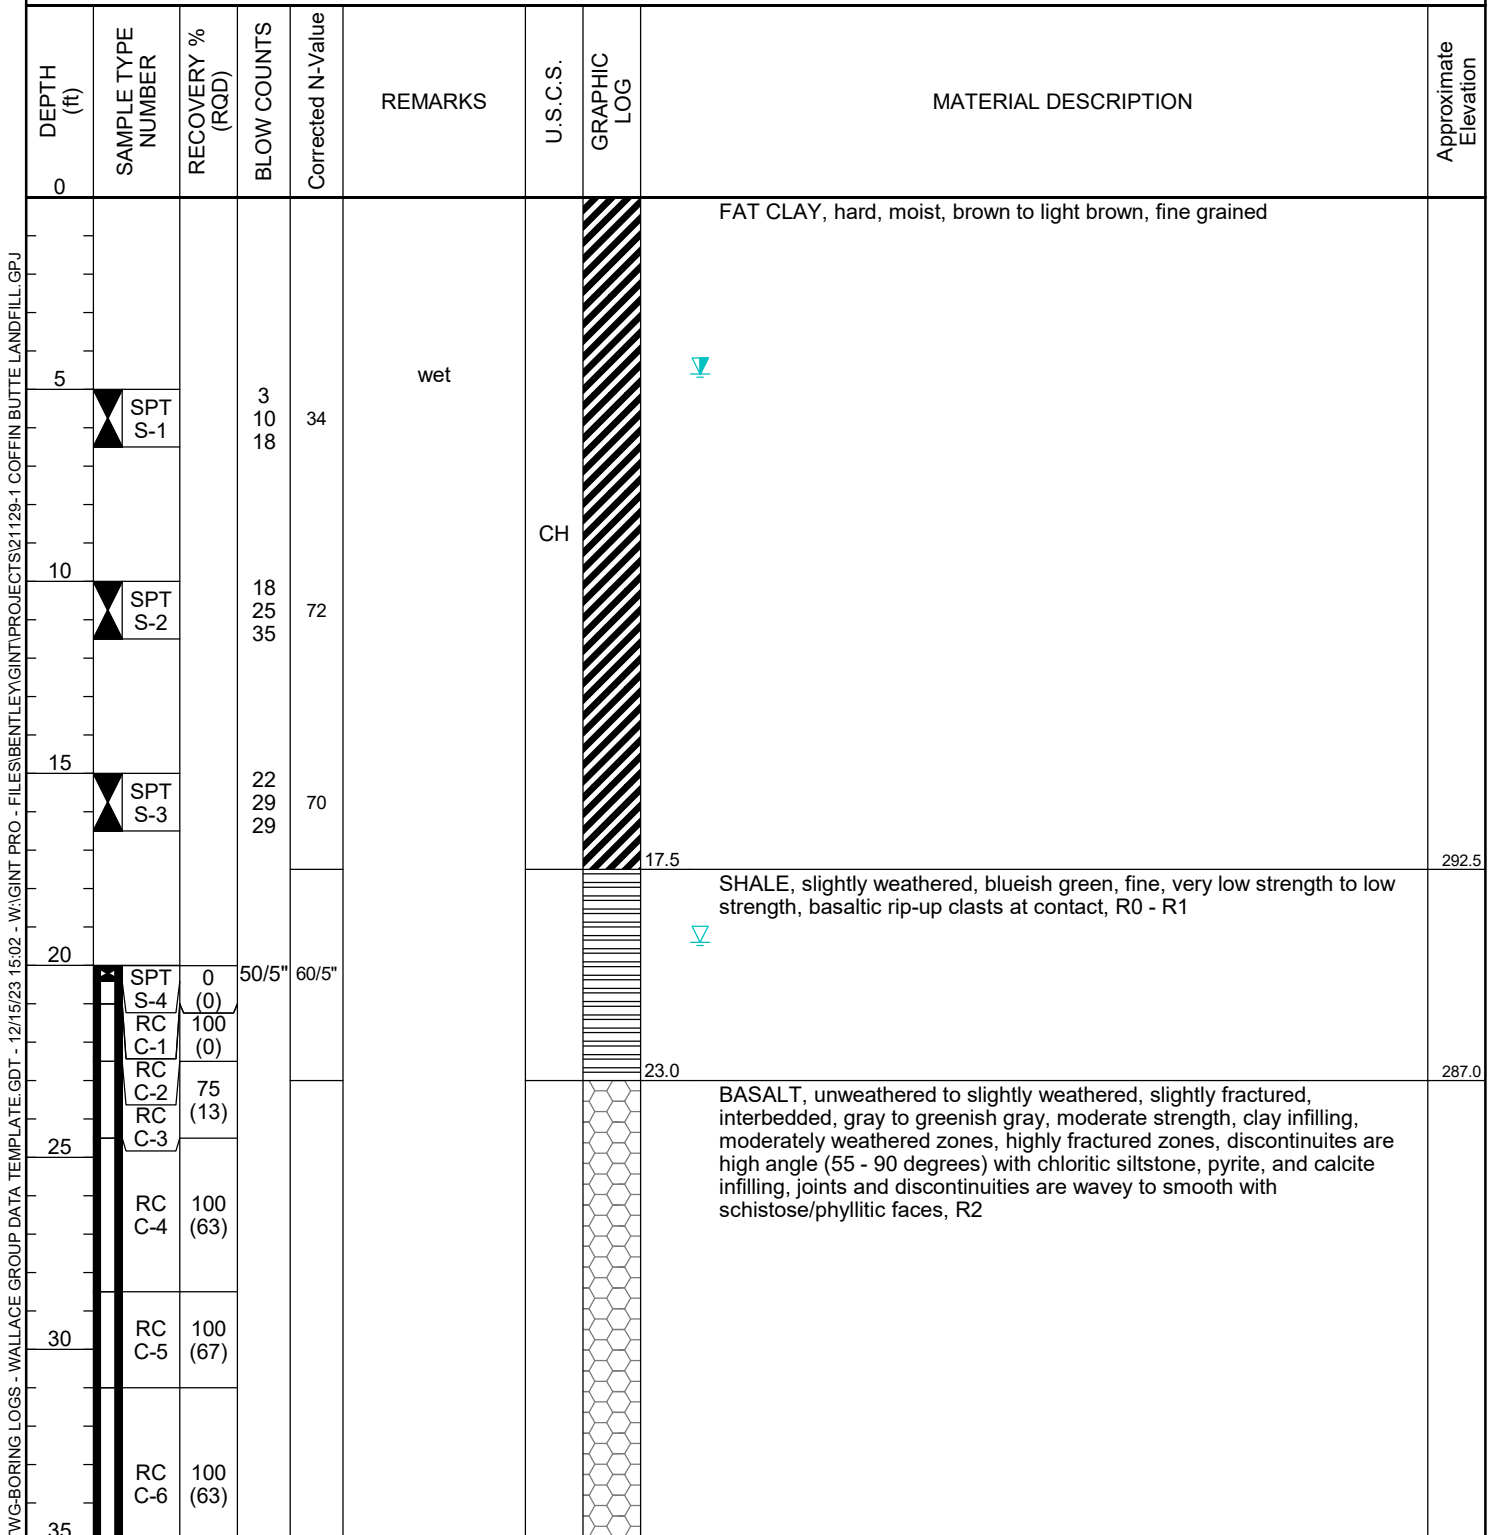 DEPTH
(ft)
SAMPLE TYPE
NUMBER
RECOVERY %
(RQD)
BLOW COUNTS
Corrected N-Value
REMARKS
U.S.C.S.
GRAPHIC
LOG
MATERIAL DESCRIPTION
Approximate
Elevation
0
FAT CLAY, hard, moist, brown to light brown, fine grained
wet
5
SPT
S-1
3
10
18
34
CH
10
SPT
S-2
18
25
35
72
15
SPT
S-3
22
29
29
70
17.5
292.5
SHALE, slightly weathered, blueish green, fine, very low strength to low
strength, basaltic rip-up clasts at contact, R0 - R1
20
SPT
S-4
0
(0)
50/5"
60/5"
RC
C-1
100
(0)
RC
C-2
75
(13)
RC
C-3
23.0
287.0
BASALT, unweathered to slightly weathered, slightly fractured,
interbedded, gray to greenish gray, moderate strength, clay infilling,
moderately weathered zones, highly fractured zones, discontinuites are
high angle (55 - 90 degrees) with chloritic siltstone, pyrite, and calcite
infilling, joints and discontinuities are wavey to smooth with
schistose/phyllitic faces, R2
25
RC
C-4
100
(63)
30
RC
C-5
100
(67)
RC
C-6
100
(63)
35
TWG-BORING LOGS - WALLACE GROUP DATA TEMPLATE.GDT - 12/15/23 15:02 - W:\GINT PRO - FILES\BENTLEY\GINT\PROJECTS\21129-1 COFFIN BUTTE LANDFILL.GPJ